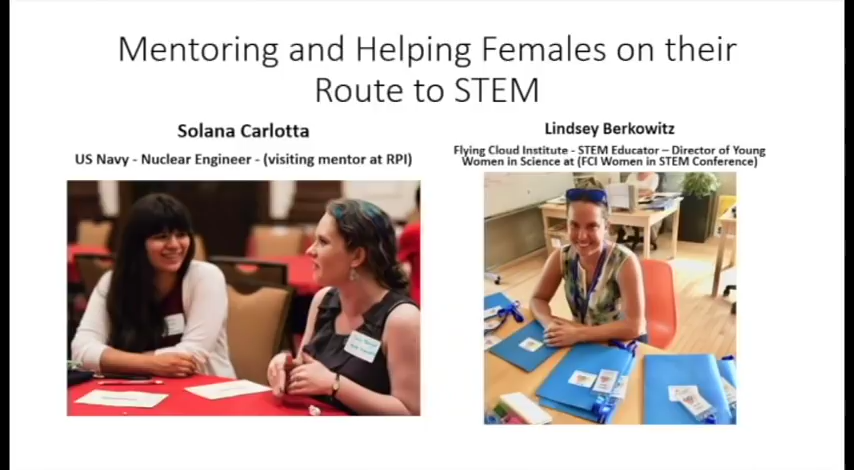 Mentoring and Helping Females on their
Route to STEM
Solana Carlotta
US Navy - Nuclear Engineer - (visiting mentor at RPI)
Lindsey Berkowitz
Flying Cloud Institute - STEM Educator – Director of Young
Women in Science at (FCI Women in STEM Conference)